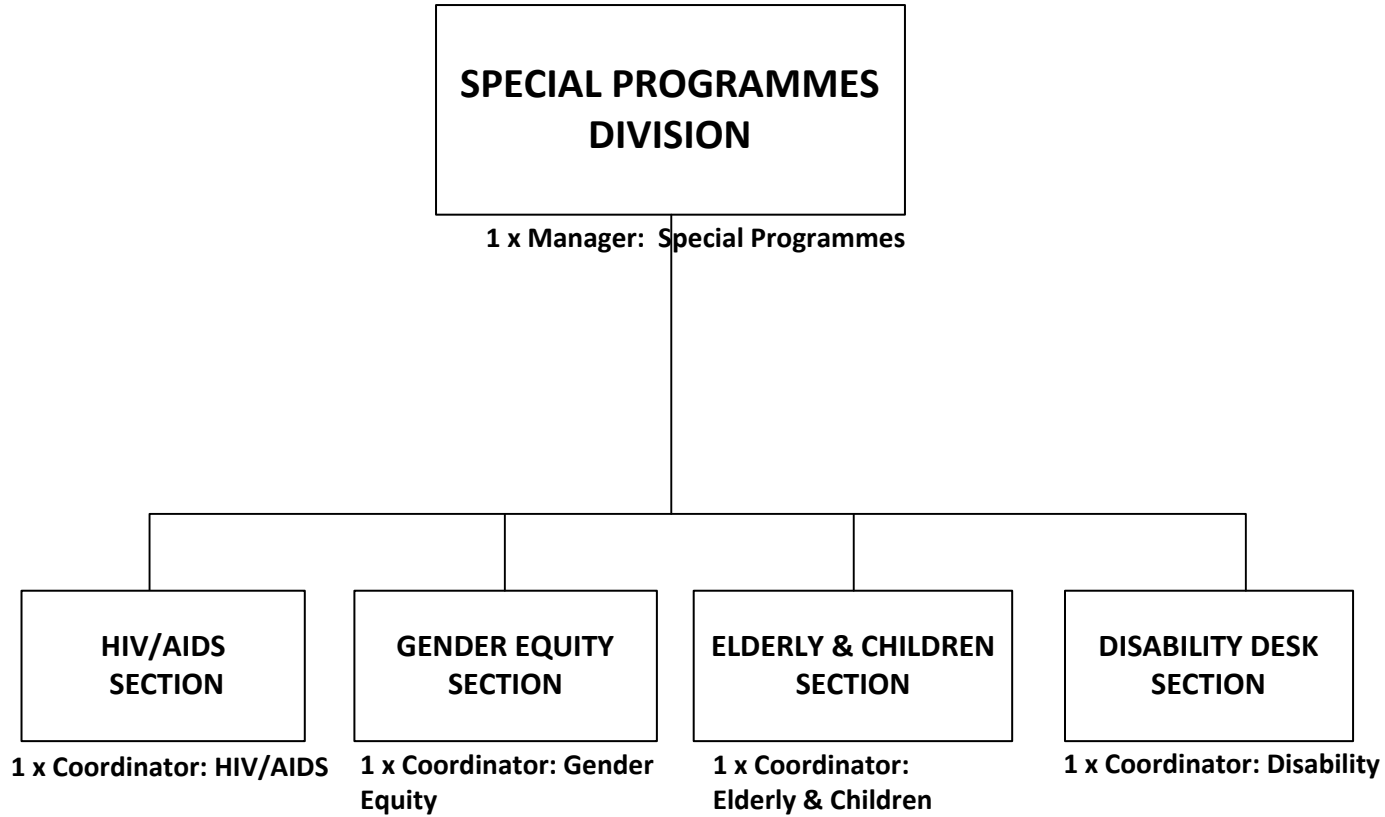 SPECIAL PROGRAMMES
DIVISION
1 x Manager: Special Programmes
HIV/AIDS
SECTION
1 x Coordinator: HIV/AIDS
GENDER EQUITY
SECTION
1 x Coordinator: Gender
Equity
ELDERLY & CHILDREN
SECTION
1 x Coordinator:
Elderly & Children
DISABILITY DESK
SECTION
1 x Coordinator: Disability